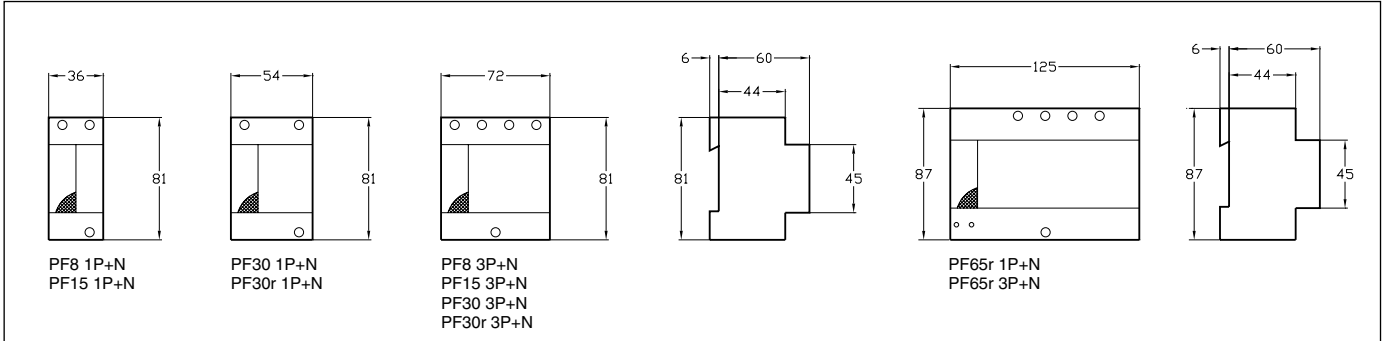 36
81
PF8 1P+N
PF15 1P+N
54
81
PF30 1P+N
PF30r 1P+N
72
81
PF8 3P+N
PF15 3P+N
PF30 3P+N
PF30r 3P+N
6
60
44
81
45
125
87
PF65r 1P+N
PF65r 3P+N
6
60
44
87
45